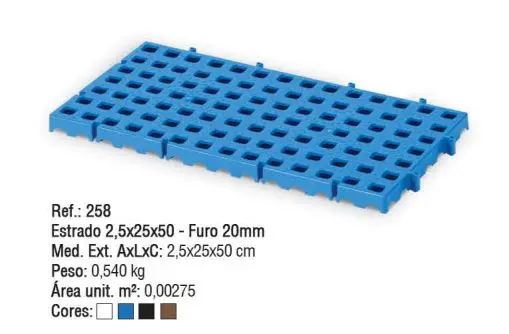 Ref.: 258
Estrado 2,5x25x50 - Furo 20mm
Med. Ext. AxLxC: 2,5x25x50 cm
Peso: 0,540 kg
Área unit. m²: 0,00275
Cores: